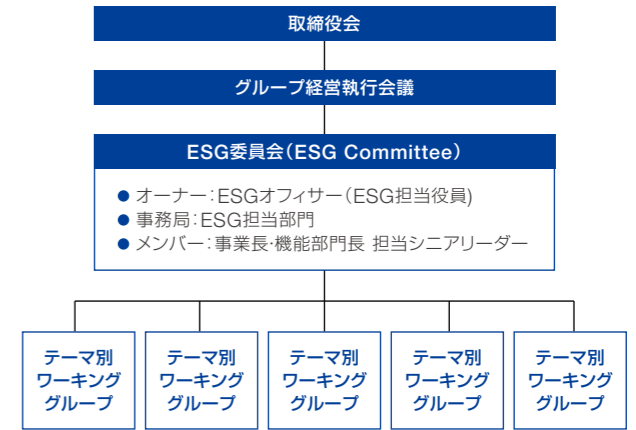 取締役会
グループ経営執行会議
ESG委員会（ESG Committee）
● オーナー：ESGオフィサー（ESG担当役員)
● 事務局：ESG担当部門
● メンバー：事業長・機能部門長 担当シニアリーダー
テーマ別
ワーキング
グループ
テーマ別
ワーキング
グループ
テーマ別
ワーキング
グループ
テーマ別
ワーキング
グループ
テーマ別
ワーキング
グループ